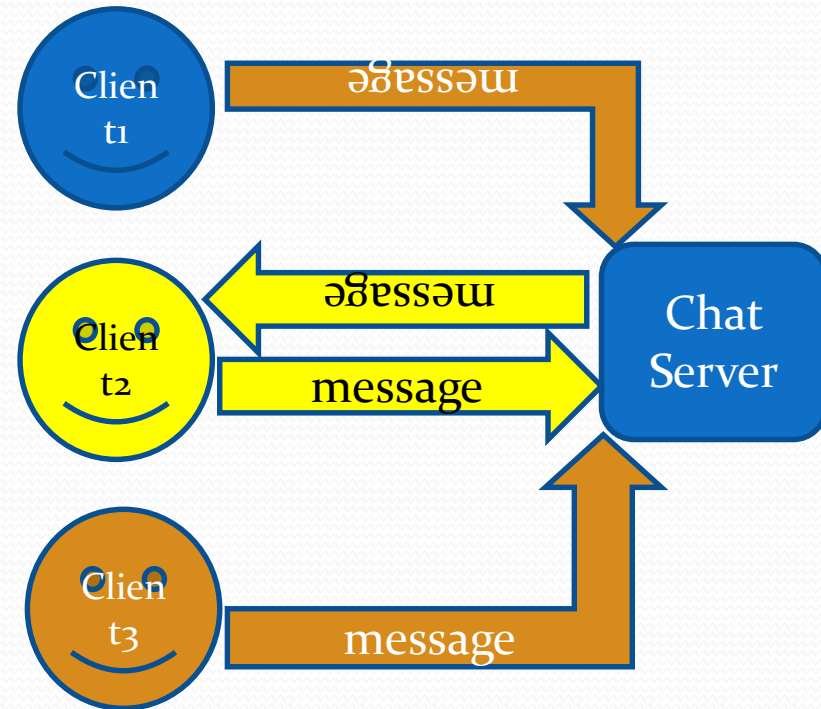 Clien
t1
message
Clien
t2
message
message
Chat
Server
Clien
t3
message